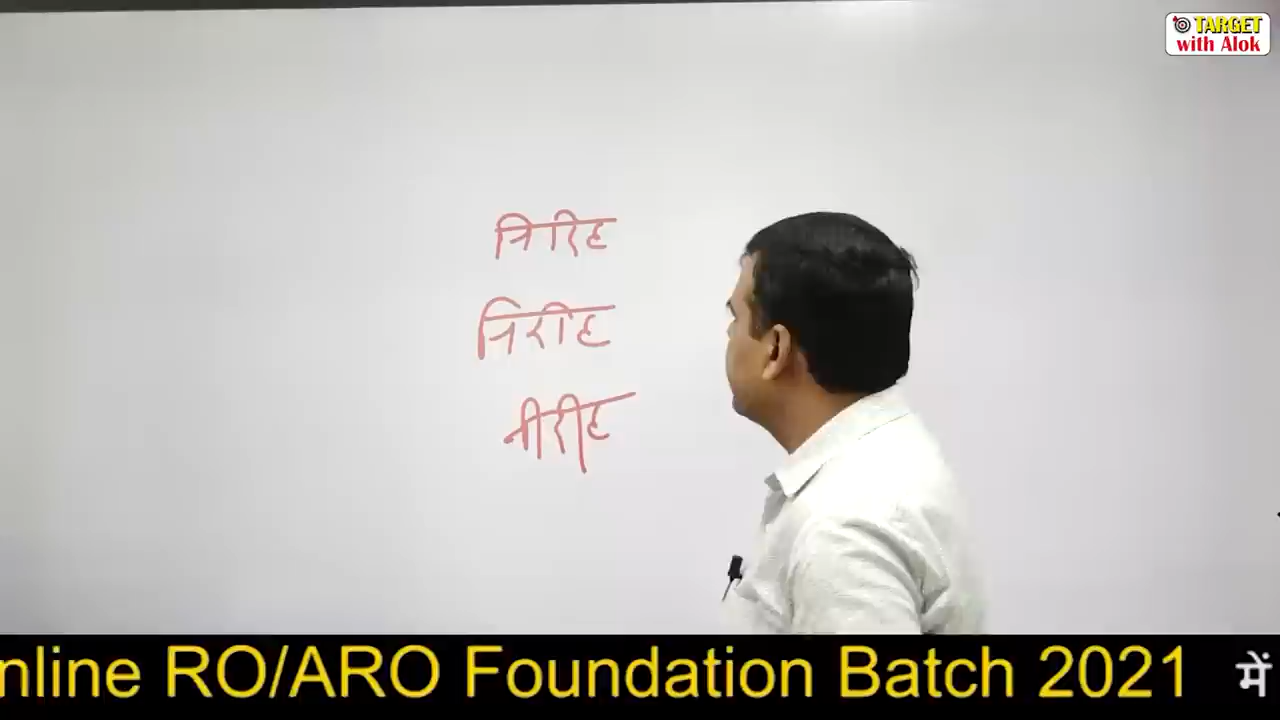 TARGET
with Alok
निरिह
निरीह
नीरीह
nline RO/ARO Foundation Batch 2021 में